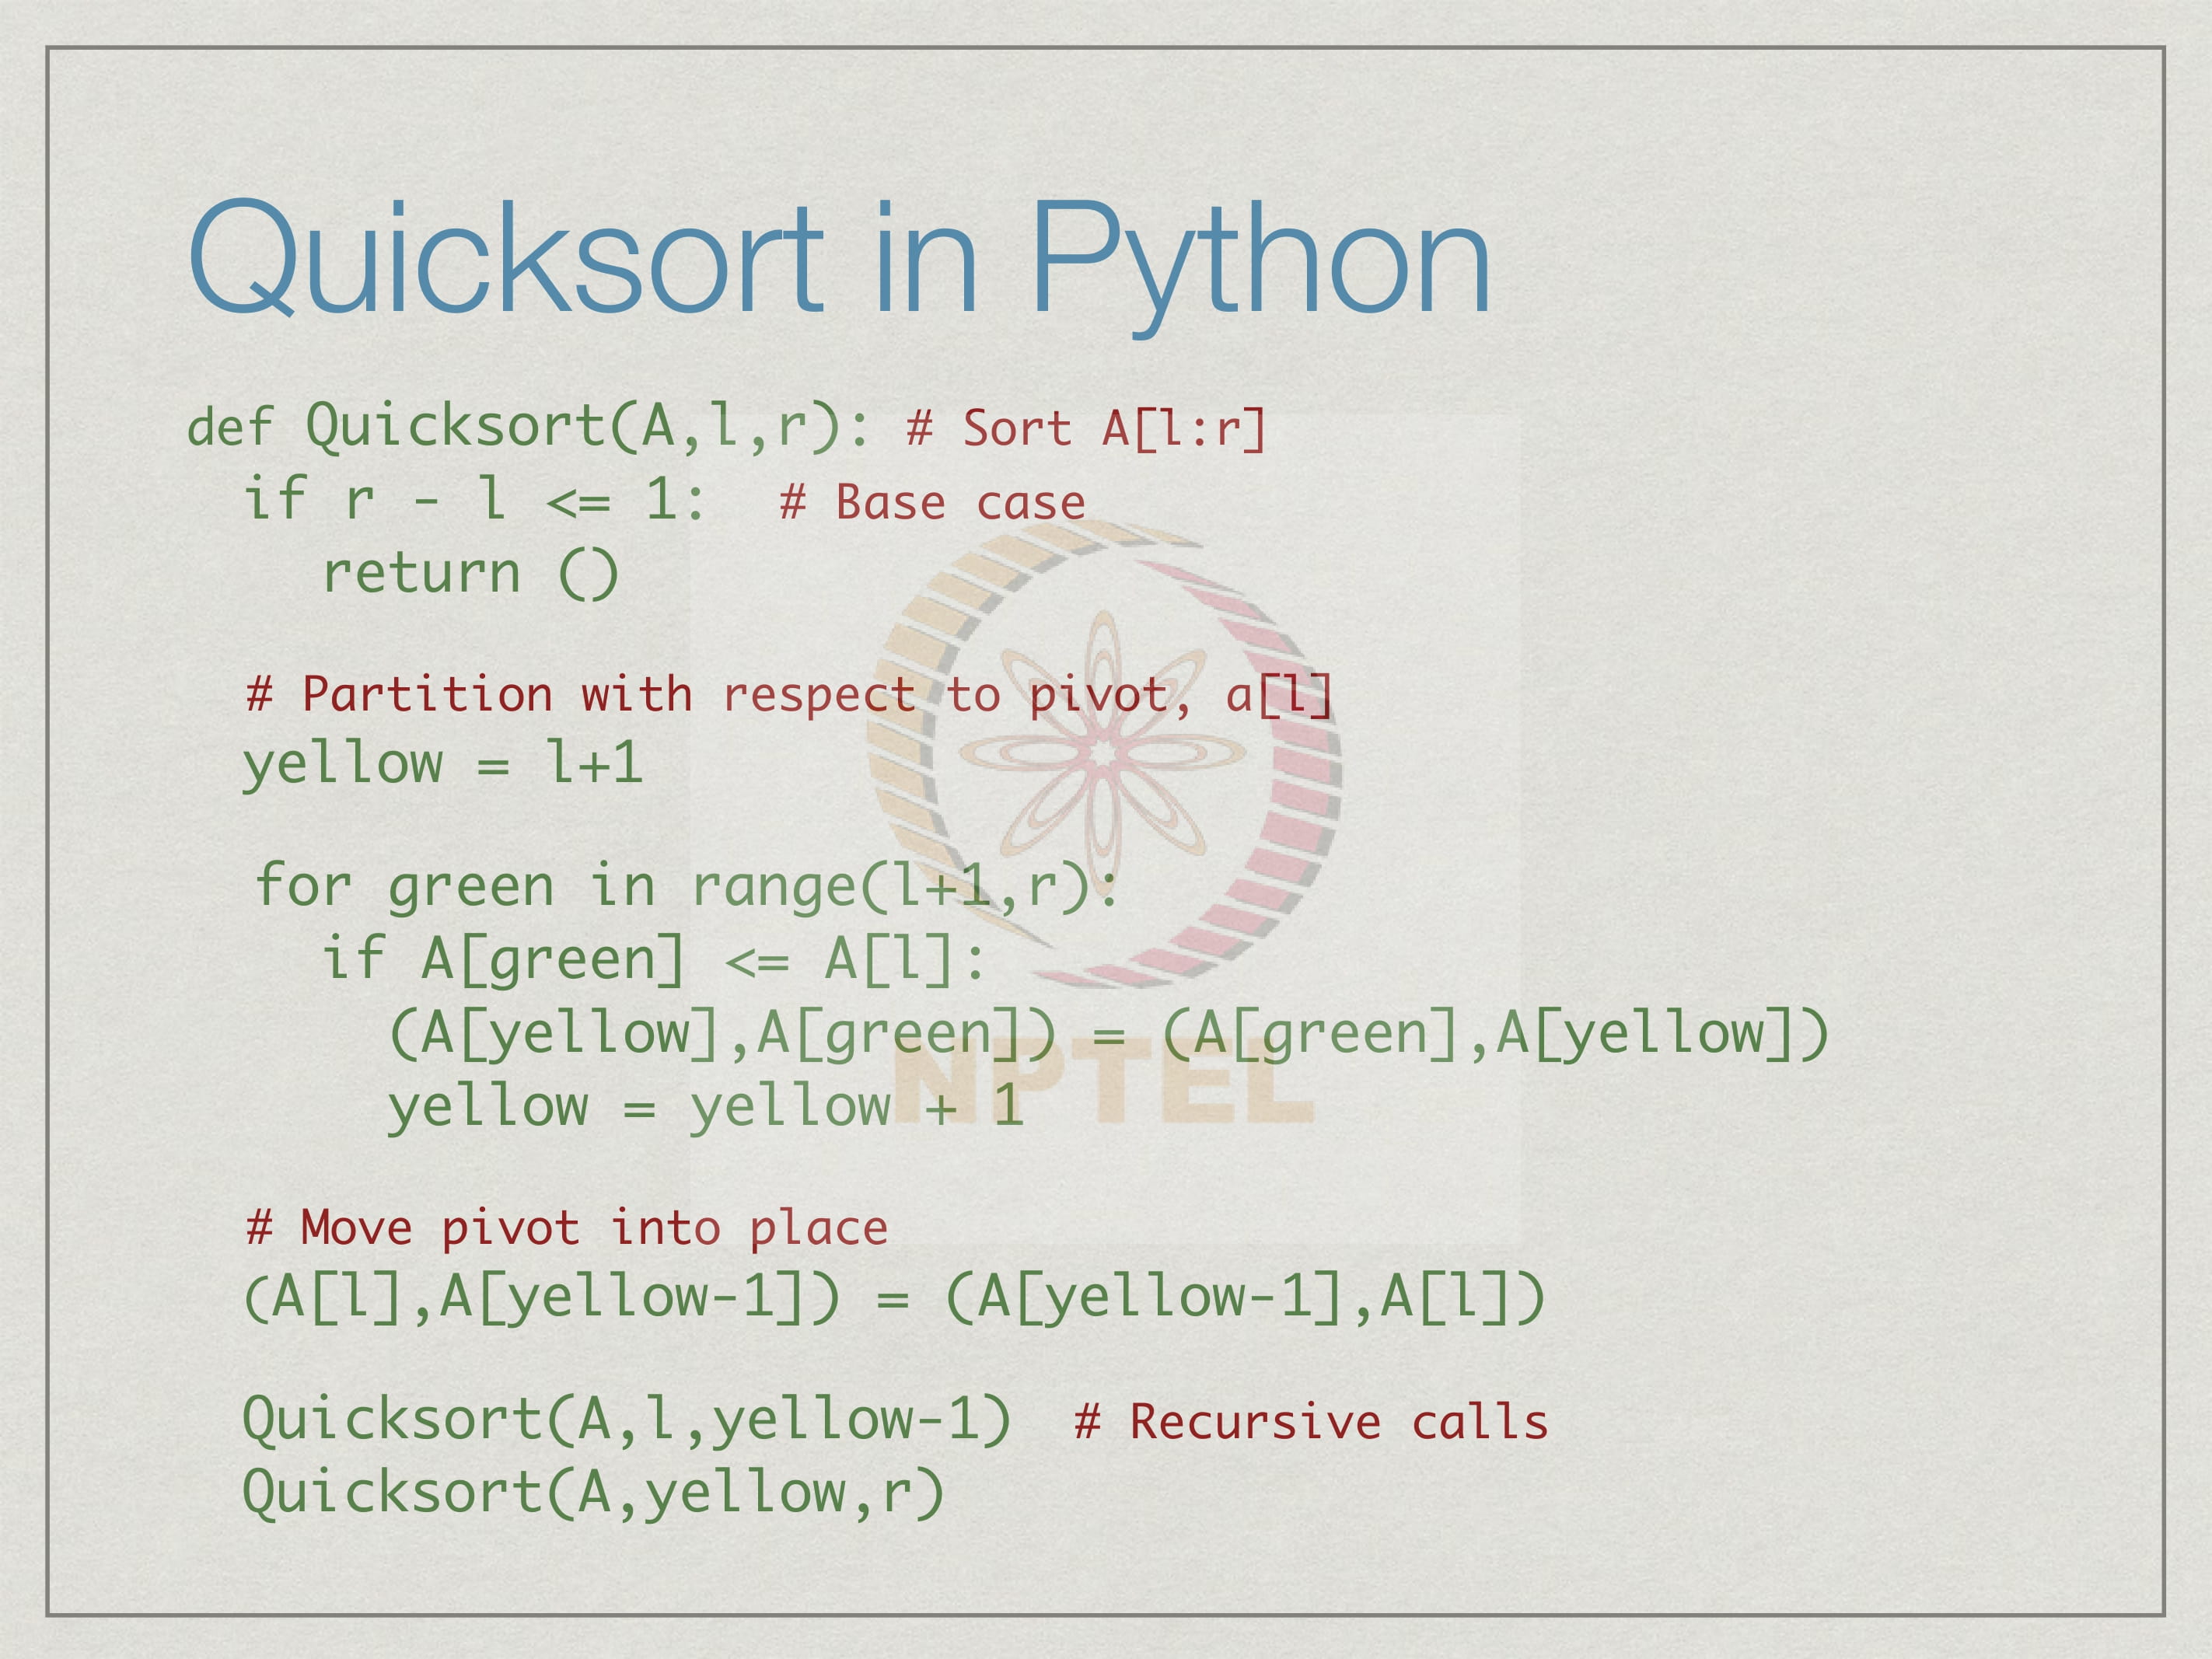 Quicksort in Python
def Quicksort(A,l,r): # Sort A[l:r]
  if r - l <= 1:  # Base case
    return ()
  # Partition with respect to pivot, a[l]
  yellow = l+1
  for green in range(l+1,r):
    if A[green] <= A[l]:
      (A[yellow],A[green]) = (A[green],A[yellow])
      yellow = yellow + 1
  # Move pivot into place
  (A[l],A[yellow-1]) = (A[yellow-1],A[l])
  Quicksort(A,l,yellow-1)  # Recursive calls
  Quicksort(A,yellow,r)
NPTEL